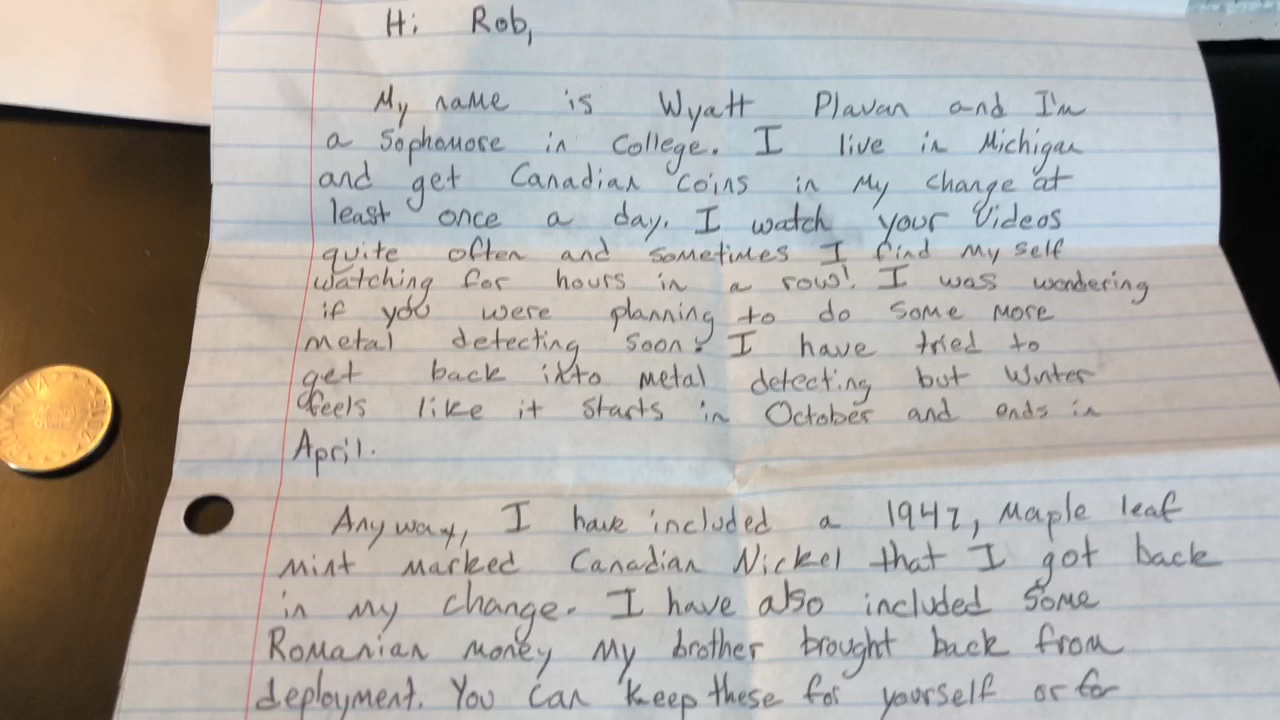 Hi Rob,
My name is Wyatt Plavan and I'm
a Sophomore in College. I live in Michigan
and get Canadian coins in my change at
least once a day. I watch your videos
quite often and sometimes I find my self
watching for hours in a row! I was wondering
if you were planning to do some more
metal detecting soon? I have tried to
get back into metal detecting but Winter
feels like it starts in October and ends in
April.
Anyway, I have included a 1947, Maple leaf
mint marked Canadian Nickel that I got back
in my change. I have also included some
Romanian money my brother brought back from
deployment. You can keep these for yourself or for